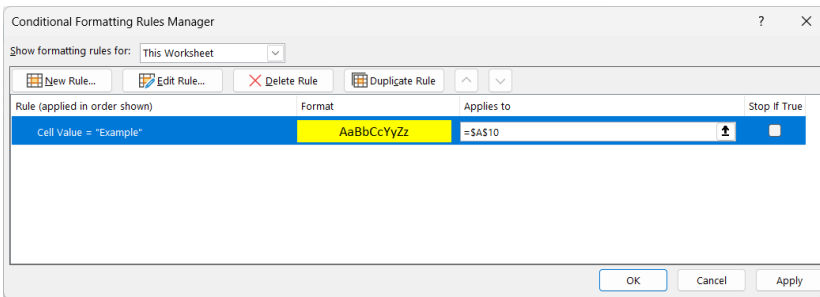 Conditional Formatting Rules Manager ?
Show formatting rules for: This Worksheet
New Rule... Edit Rule... Delete Rule Duplicate Rule
Rule (applied in order shown) Format Applies to Stop If True
Cell Value = "Example" AaBbCcYyZz =$A$10
OK Cancel Apply